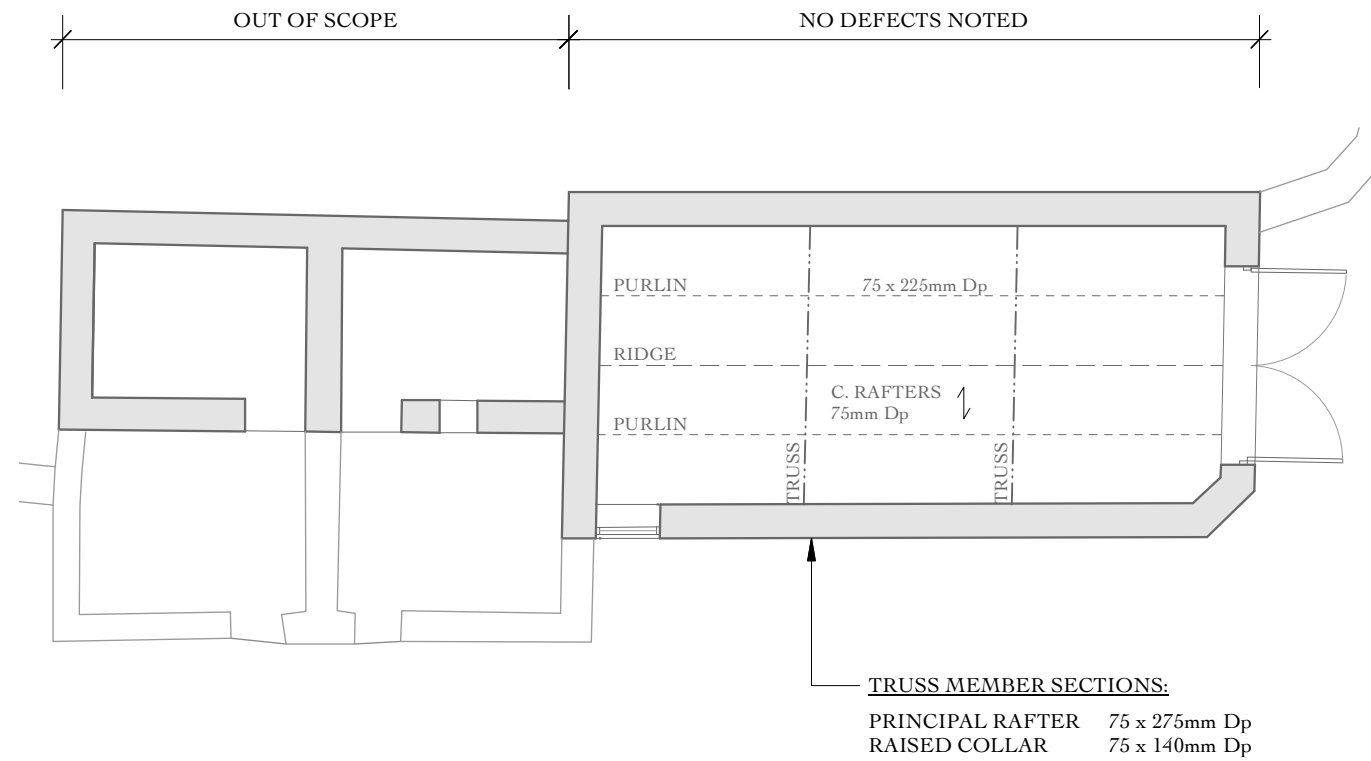 OUT OF SCOPE
NO DEFECTS NOTED
PURLIN
75 x 225mm Dp
RIDGE
C. RAFTERS
75mm Dp
PURLIN
TRUSS
TRUSS
TRUSS MEMBER SECTIONS:
PRINCIPAL RAFTER 75 x 275mm Dp
RAISED COLLAR 75 x 140mm Dp